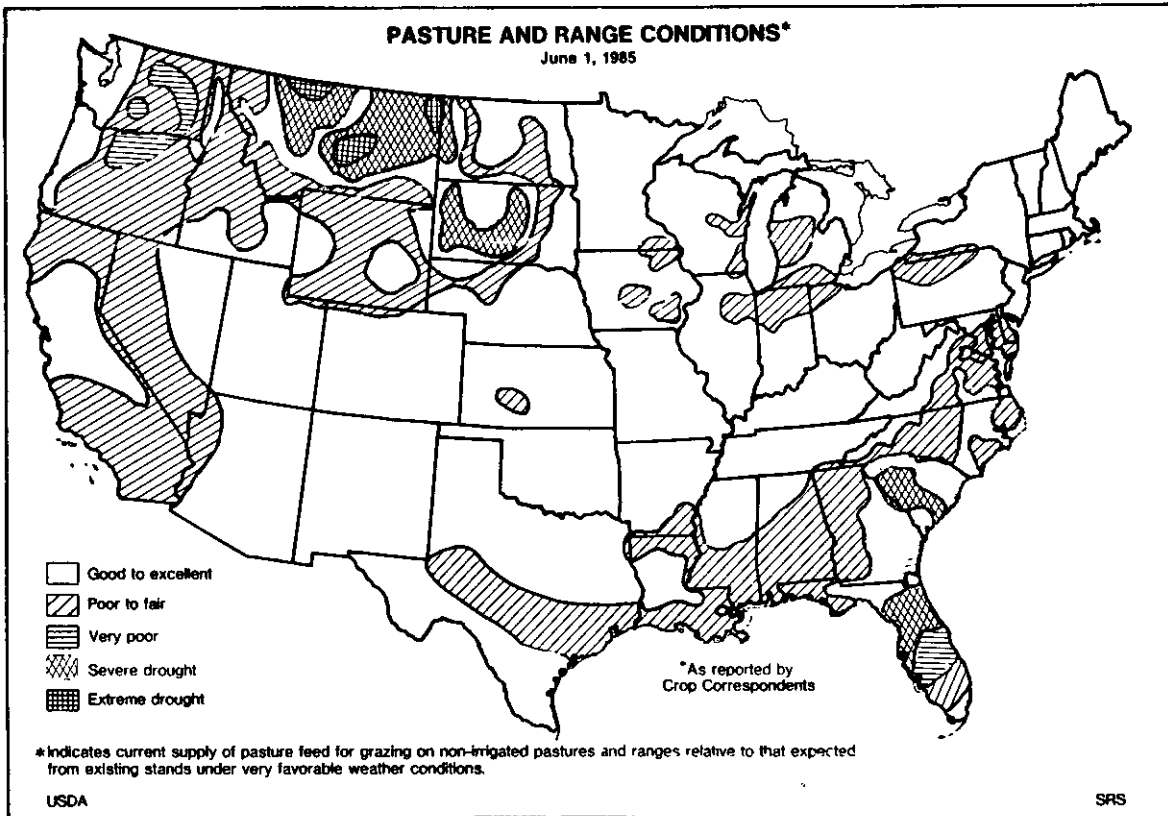 PASTURE AND RANGE CONDITIONS*
June 1, 1985
Good to excellent
Poor to fair
Very poor
Severe drought
Extreme drought
*As reported by
Crop Correspondents
*Indicates current supply of pasture feed for grazing on non-irrigated pastures and ranges relative to that expected
from existing stands under very favorable weather conditions.
USDA
SRS